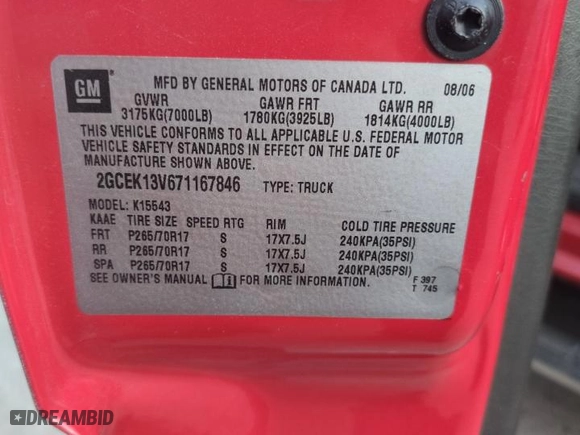 GM
MFD BY GENERAL MOTORS OF CANADA LTD. 08/06
GVWR GAWR FRT GAWR RR
3175KG(7000LB) 1780KG(3925LB) 1814KG(4000LB)
THIS VEHICLE CONFORMS TO ALL APPLICABLE U.S. FEDERAL MOTOR
VEHICLE SAFETY STANDARDS IN EFFECT ON THE DATE OF
MANUFACTURE SHOWN ABOVE.
2GCEK13V671167846 TYPE: TRUCK
MODEL: K15543
KAAE TIRE SIZE SPEED RTG RIM COLD TIRE PRESSURE
FRT P265/70R17 S 17X7.5J 240KPA(35PSI)
RR P265/70R17 S 17X7.5J 240KPA(35PSI)
SPA P265/70R17 S 17X7.5J 240KPA(35PSI)
SEE OWNER'S MANUAL FOR MORE INFORMATION. F 397
T 745
DREAMBID